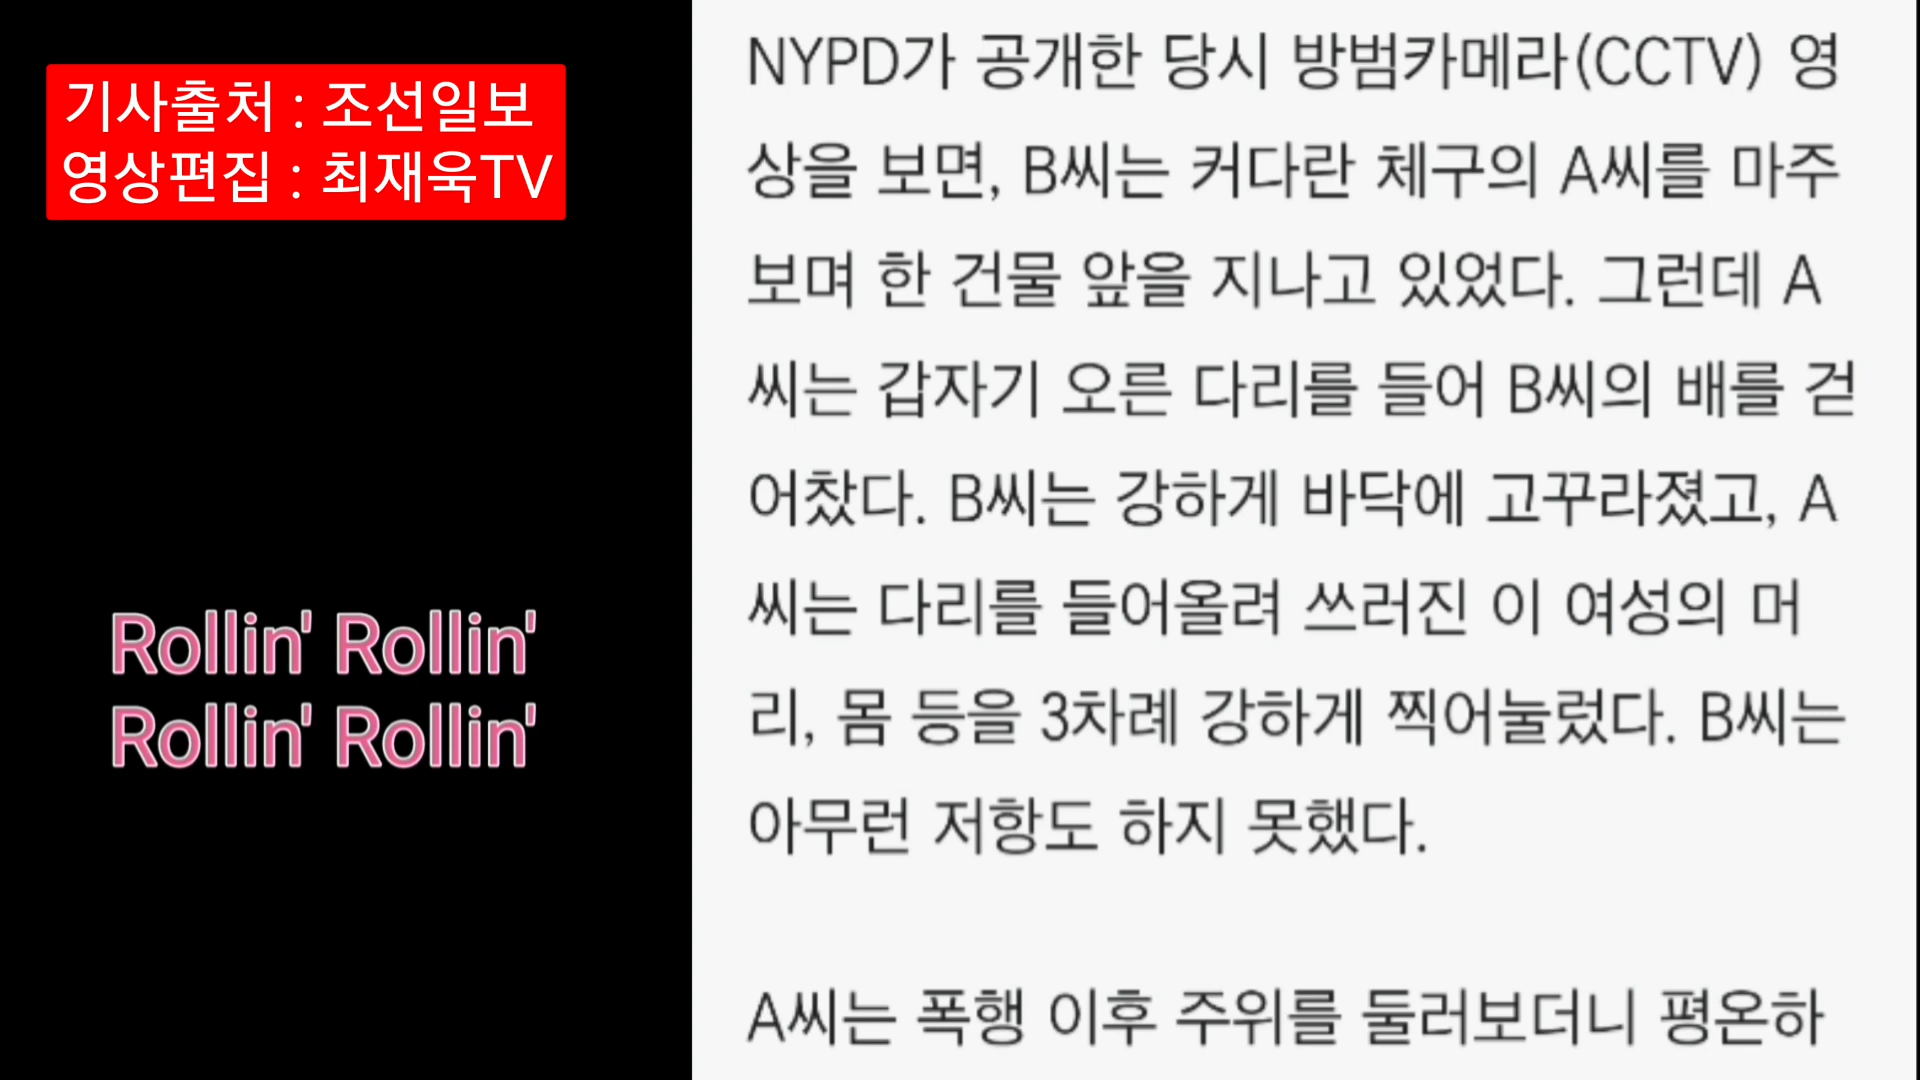 기사출처 : 조선일보
영상편집 : 최재욱TV
Rollin' Rollin'
Rollin' Rollin'
NYPD가 공개한 당시 방범카메라(CCTV) 영
상을 보면, B씨는 커다란 체구의 A씨를 마주
보며 한 건물 앞을 지나고 있었다. 그런데 A
씨는 갑자기 오른 다리를 들어 B씨의 배를 걷
어찼다. B씨는 강하게 바닥에 고꾸라졌고, A
씨는 다리를 들어올려 쓰러진 이 여성의 머
리, 몸 등을 3차례 강하게 찍어눌렀다. B씨는
아무런 저항도 하지 못했다.
A씨는 폭행 이후 주위를 둘러보더니 평온하